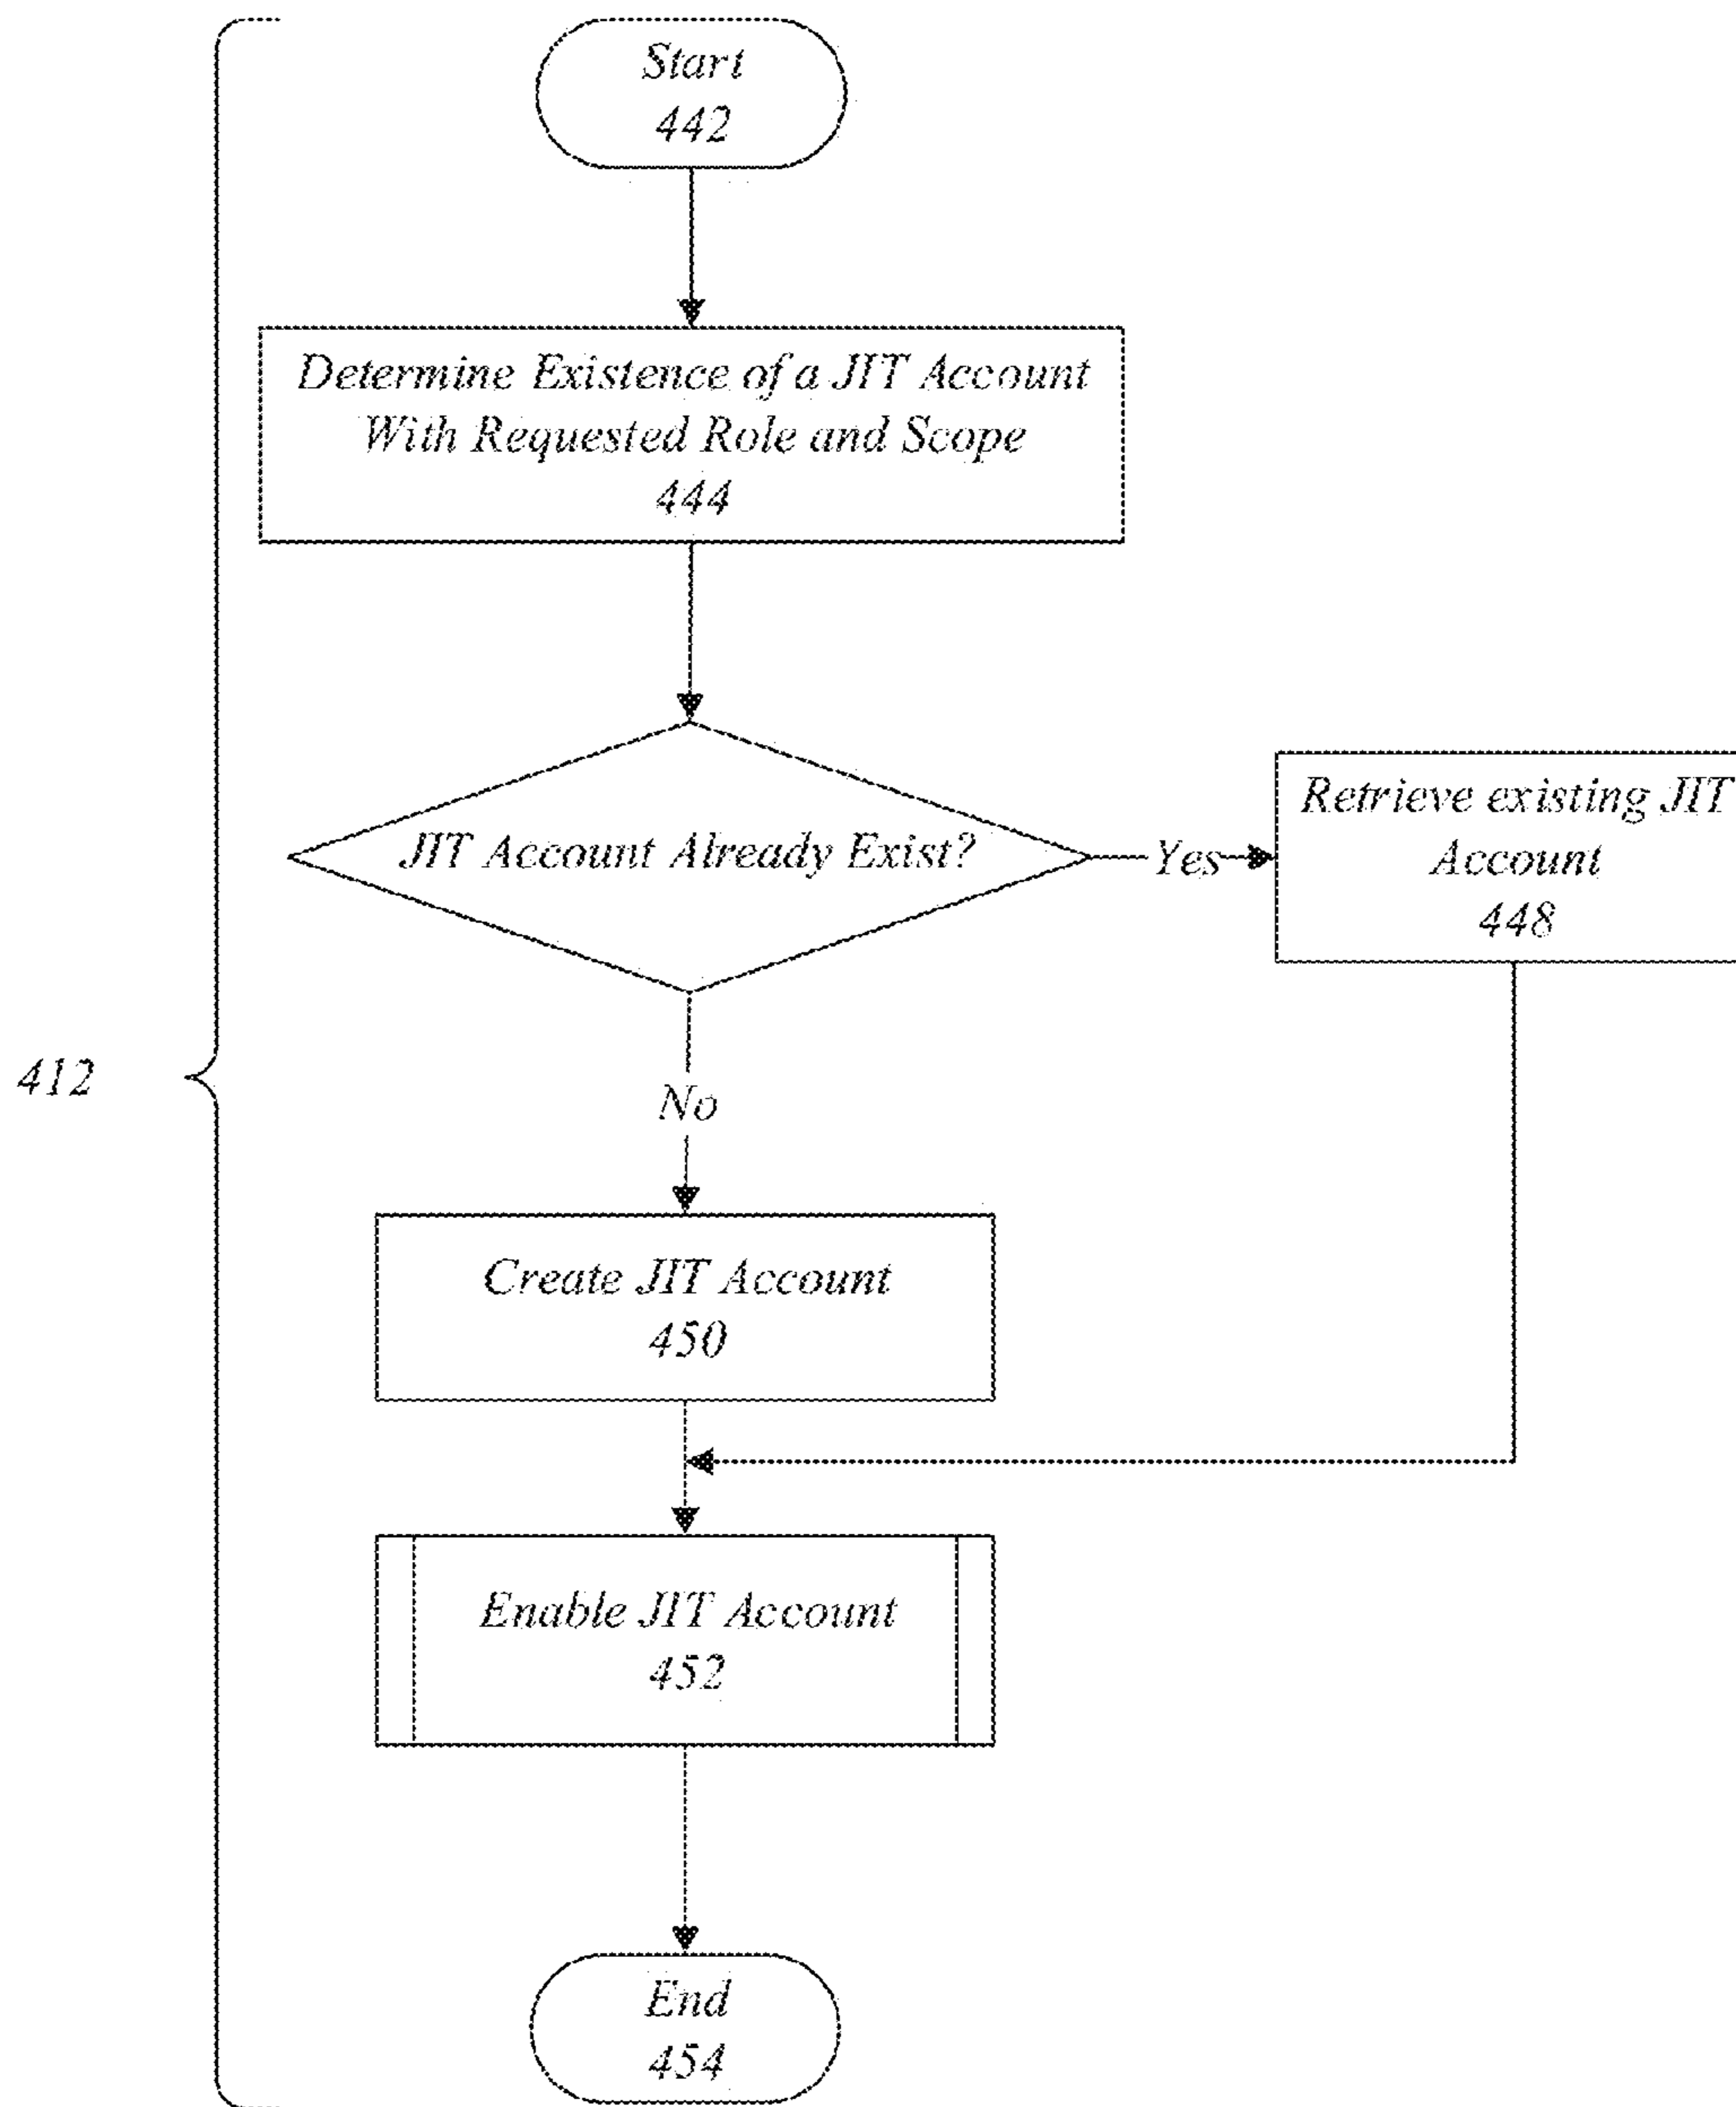 Start
442
Determine Existence of a JIT Account
With Requested Role and Scope
444
JIT Account Already Exist?
Yes
Retrieve existing JIT
Account
448
412
No
Create JIT Account
450
Enable JIT Account
452
End
454